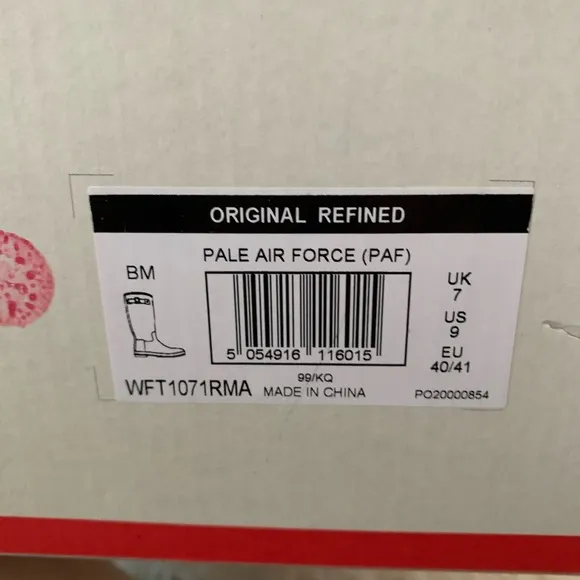 ORIGINAL REFINED
PALE AIR FORCE (PAF)
BM
5 054916 116015
UK
7
US
9
EU
40/41
99/KQ
WFT1071RMA MADE IN CHINA
PO20000854